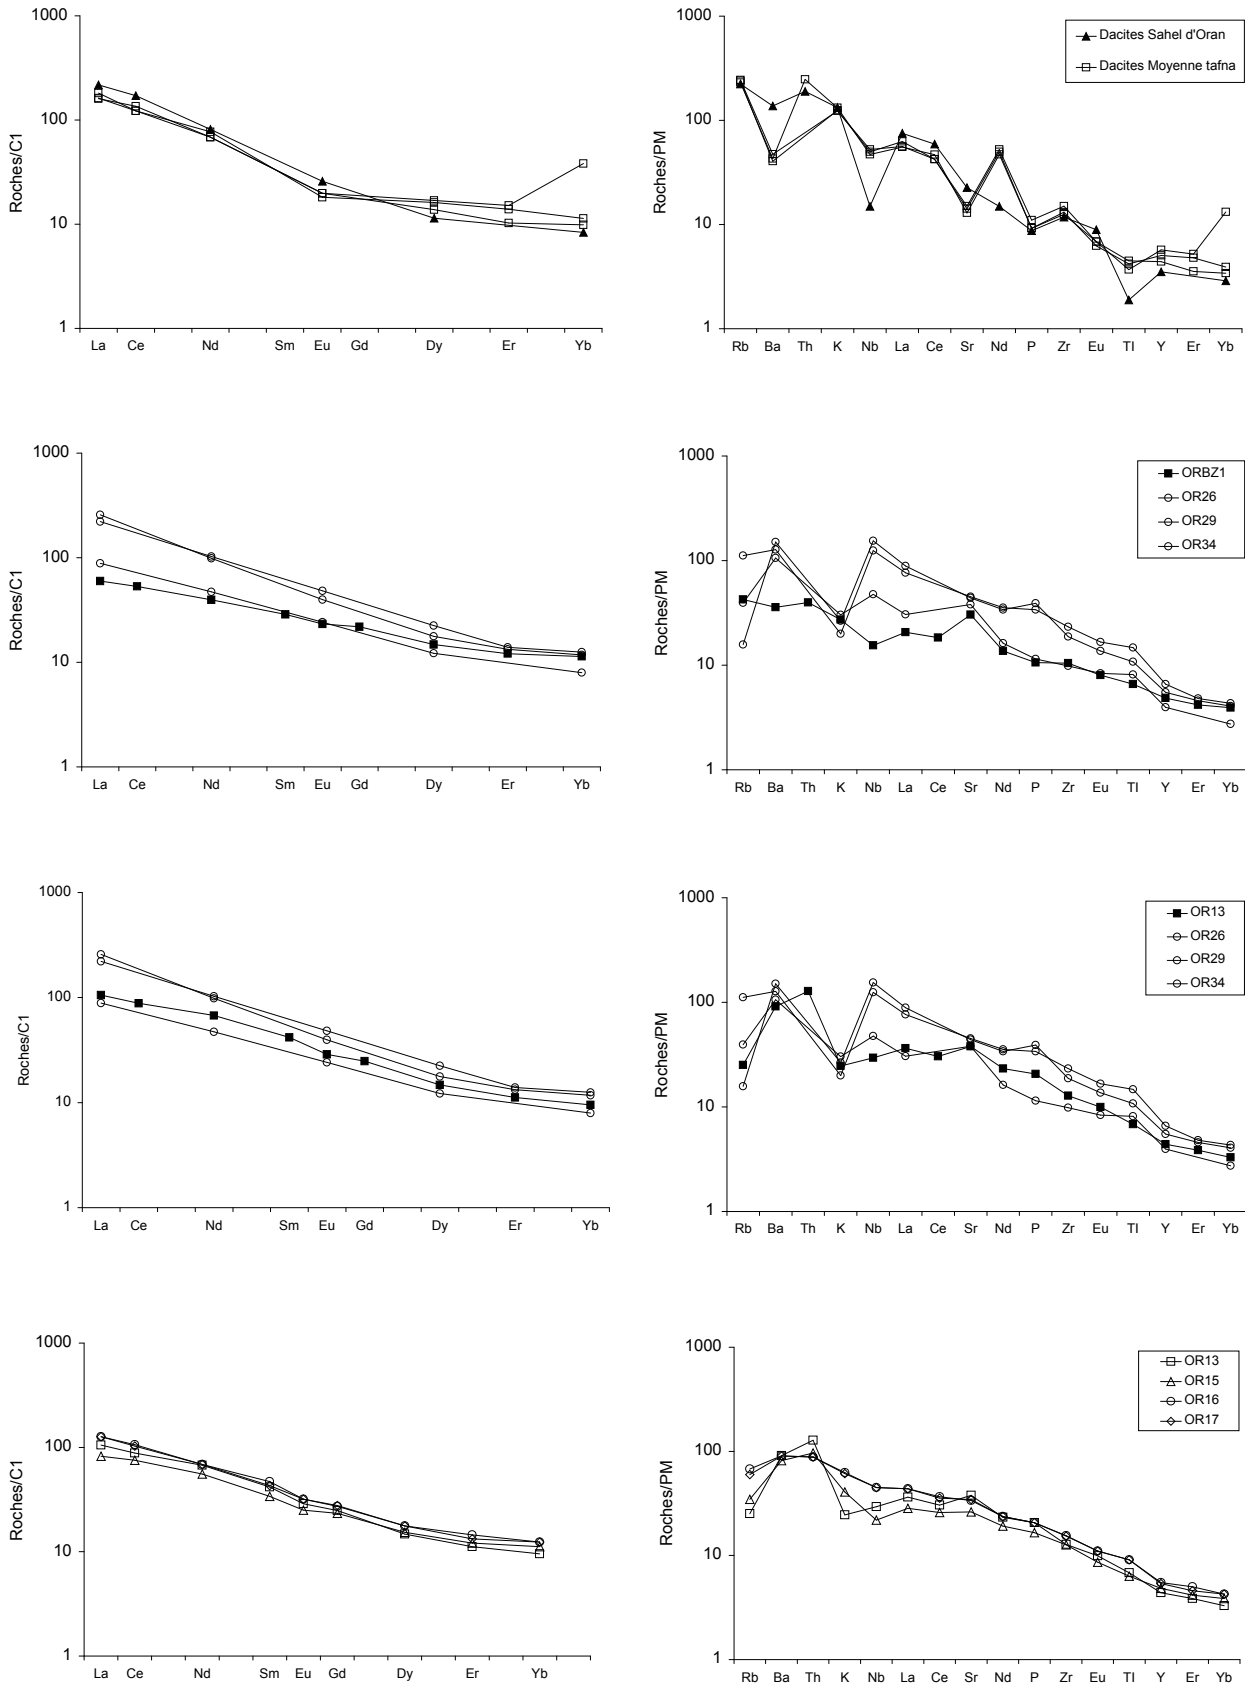 1000
100
10
1
Roches/C1
La Ce Nd Sm Eu Gd Dy Er Yb
1000
100
10
1
Roches/PM
Rb Ba Th K Nb La Ce Sr Nd P Zr Eu TI Y Er Yb
Dacites Sahel d'Oran
Dacites Moyenne tafna
1000
100
10
1
Roches/C1
La Ce Nd Sm Eu Gd Dy Er Yb
1000
100
10
1
Roches/PM
Rb Ba Th K Nb La Ce Sr Nd P Zr Eu TI Y Er Yb
ORBZ1
OR26
OR29
OR34
1000
100
10
1
Roches/C1
La Ce Nd Sm Eu Gd Dy Er Yb
1000
100
10
1
Roches/PM
Rb Ba Th K Nb La Ce Sr Nd P Zr Eu TI Y Er Yb
OR13
OR26
OR29
OR34
1000
100
10
1
Roches/C1
La Ce Nd Sm Eu Gd Dy Er Yb
1000
100
10
1
Roches/PM
Rb Ba Th K Nb La Ce Sr Nd P Zr Eu TI Y Er Yb
OR13
OR15
OR16
OR17